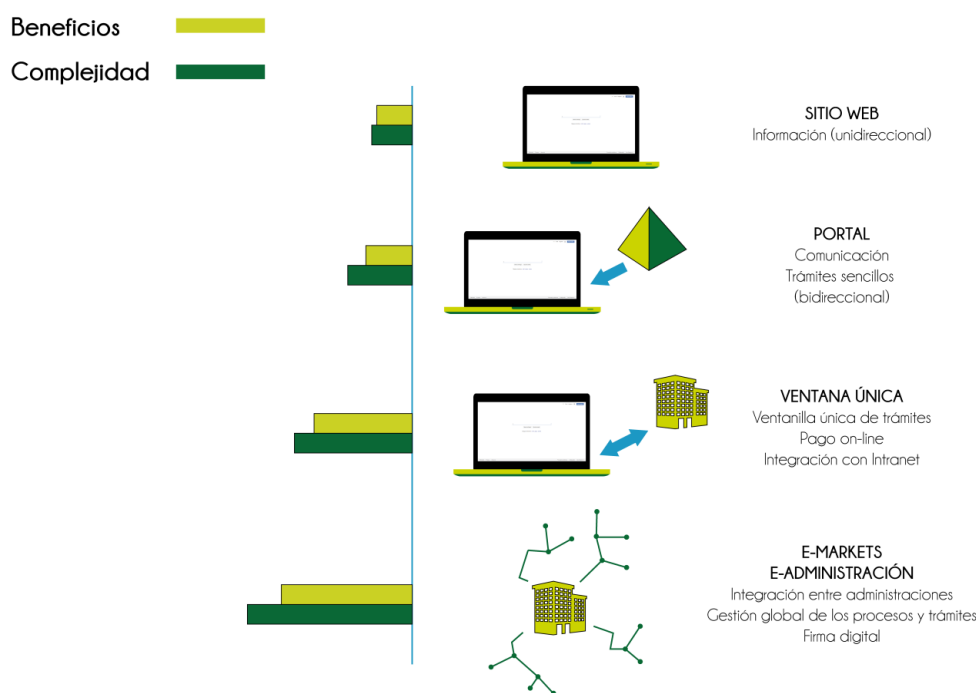 Beneficios
Complejidad
SITIO WEB
Información (unidireccional)
PORTAL
Comunicación
Trámites sencillos
(bidireccional)
VENTANA ÚNICA
Ventanilla única de trámites
Pago on-line
Integración con Intranet
E-MARKETS
E-ADMINISTRACIÓN
Integración entre administraciones
Gestión global de los procesos y trámites
Firma digital